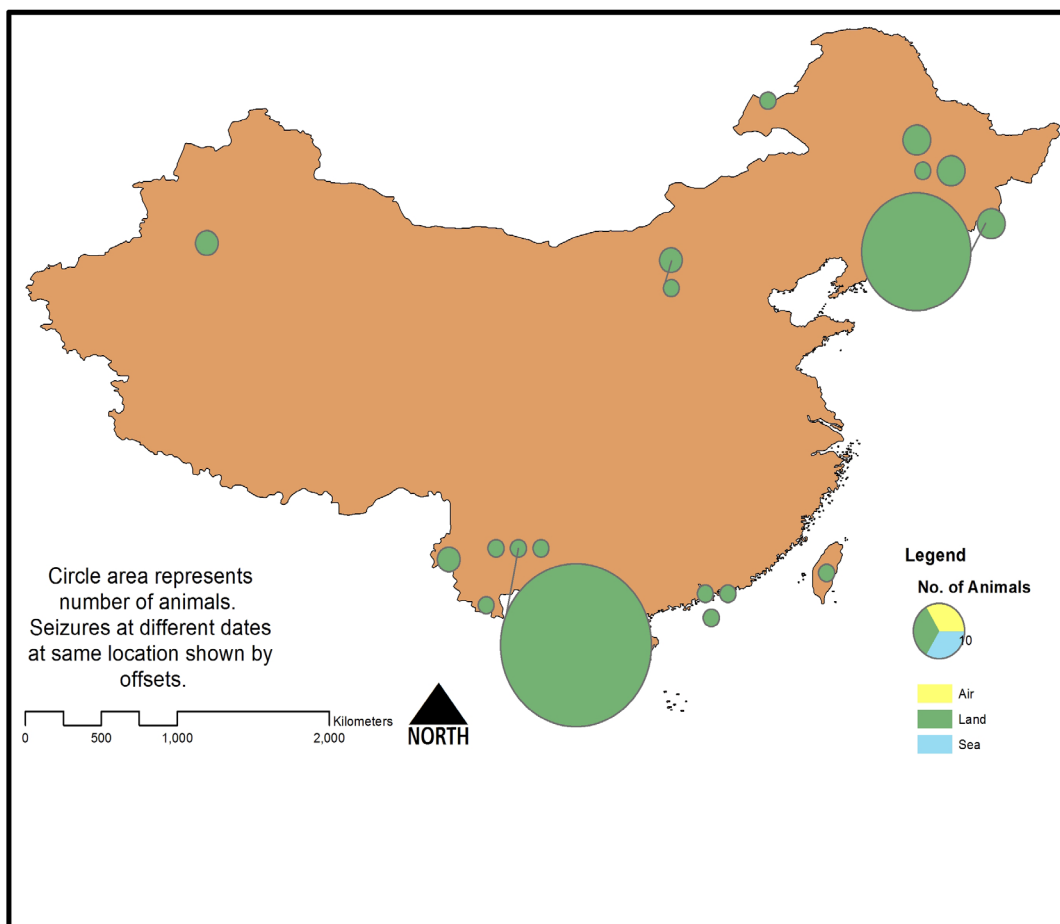 Circle area represents
number of animals.
Seizures at different dates
at same location shown by
offsets.
Kilometers
0 500 1,000 2,000
NORTH
Legend
No. of Animals
10
Air
Land
Sea